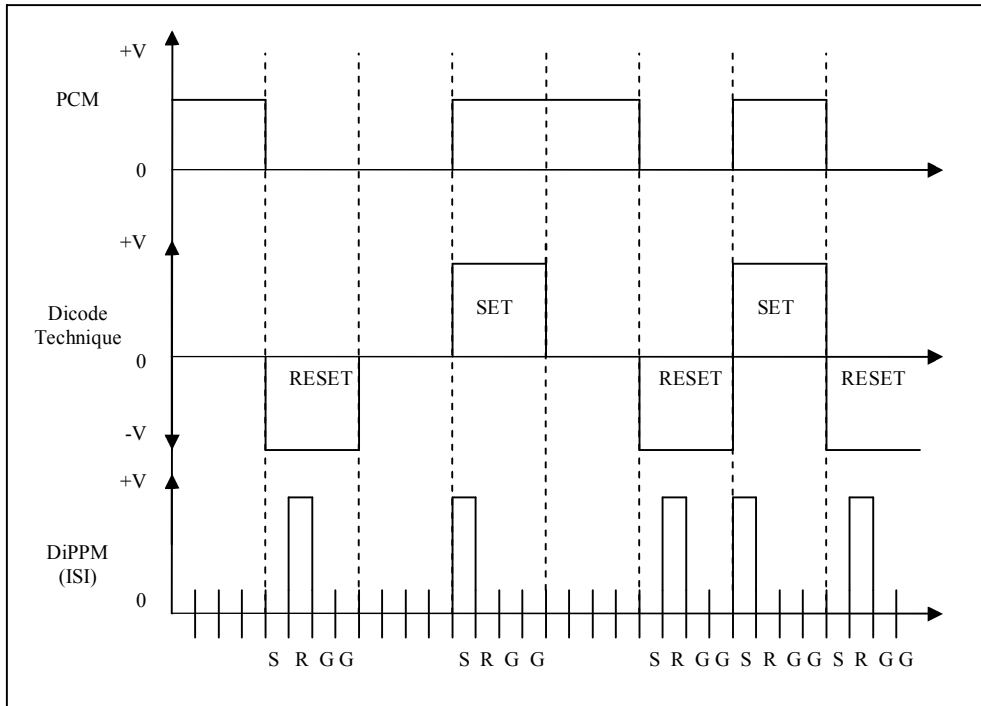 +V
PCM
0
+V
SET
SET
Dicode
Technique
0
RESET
RESET
RESET
-V
+V
DiPPM
(ISI)
0
S R G G S R G G S R G G S R G G S R G G